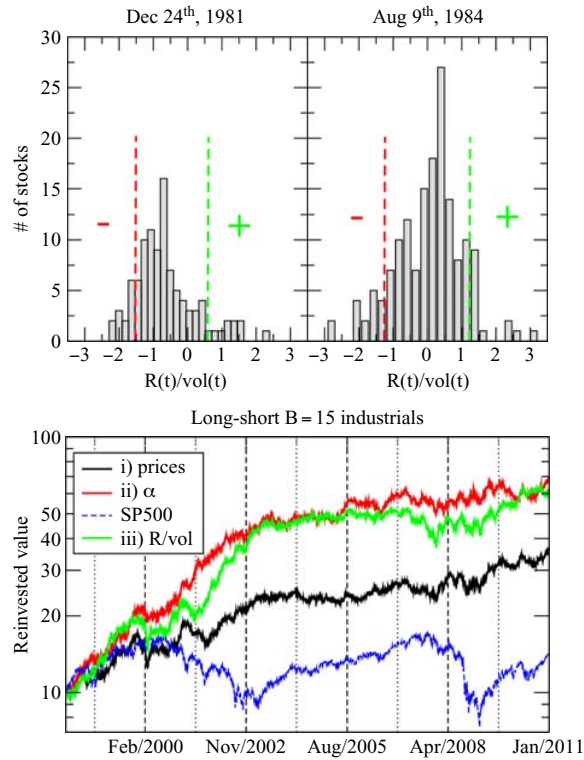 Dec 24th, 1981
Aug 9th, 1984
30
25
20
15
10
5
0
# of stocks
-
+
-
+
−3 −2 −1 0 1 2 3
−3 −2 −1 0 1 2 3
R(t)/vol(t)
R(t)/vol(t)
Long-short B = 15 industrials
100
50
40
30
20
10
Reinvested value
i) prices
ii) α
SP500
iii) R/vol
Feb/2000 Nov/2002 Aug/2005 Apr/2008 Jan/2011